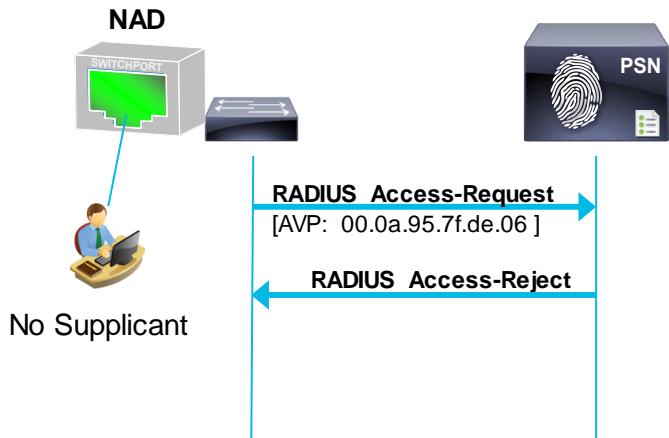 NAD
SWITCHPORT
PSN
RADIUS Access-Request
[AVP: 00.0a.95.7f.de.06 ]
RADIUS Access-Reject
No Supplicant